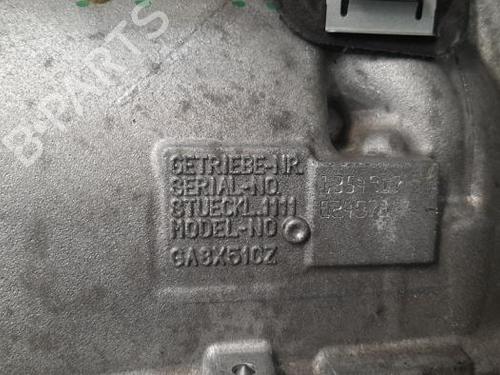 B-PARTS
GETRIEBE-NR.
SERIAL-NO.
STUECKL.1111
MODEL-NO
GA8X51CZ